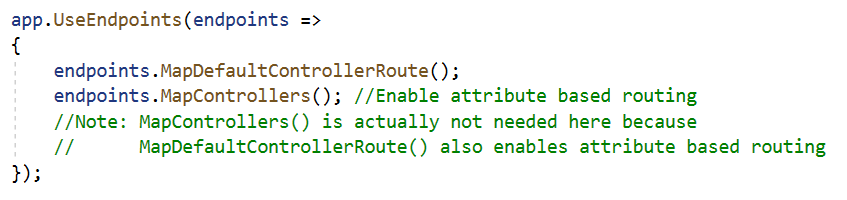 app.UseEndpoints(endpoints =>
{
    endpoints.MapDefaultControllerRoute();
    endpoints.MapControllers(); //Enable attribute based routing
    //Note: MapControllers() is actually not needed here because
    //      MapDefaultControllerRoute() also enables attribute based routing
});